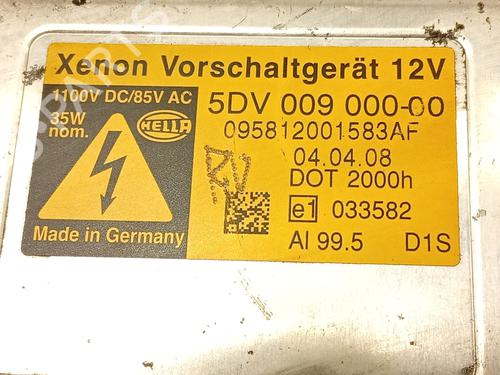 Xenon Vorschaltgerät 12V
1100V DC/85V AC
35W
nom.
HELLA
5DV 009 000-00
095812001583AF
04.04.08
DOT 2000h
e1 033582
Al 99.5 D1S
Made in Germany